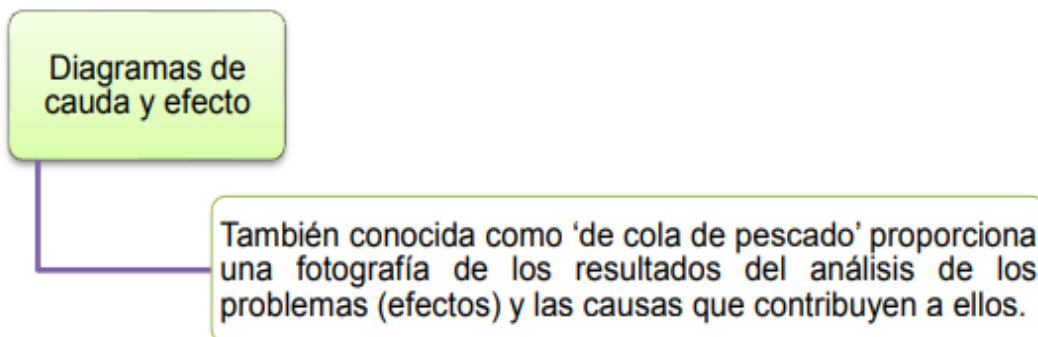 Diagramas de
cauda y efecto
También conocida como ‘de cola de pescado’ proporciona
una fotografía de los resultados del análisis de los
problemas (efectos) y las causas que contribuyen a ellos.